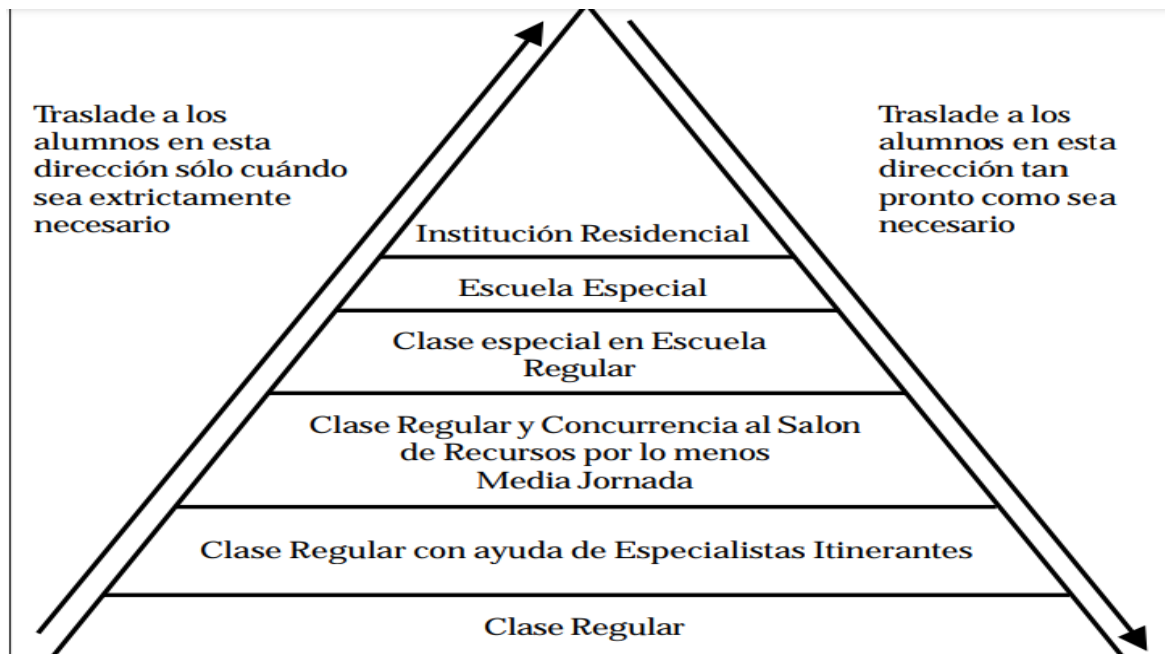 Traslade a los
alumnos en esta
dirección sólo cuándo
sea extrictamente
necesario
Traslade a los
alumnos en esta
dirección tan
pronto como sea
necesario
Institución Residencial
Escuela Especial
Clase especial en Escuela
Regular
Clase Regular y Concurrencia al Salon
de Recursos por lo menos
Media Jornada
Clase Regular con ayuda de Especialistas Itinerantes
Clase Regular